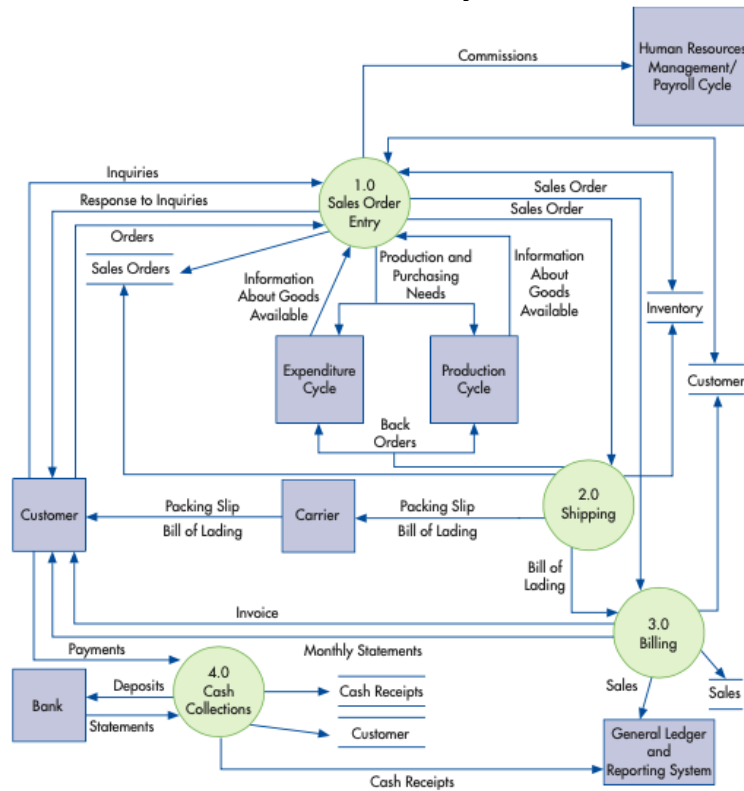 Commissions
Human Resources
Management/
Payroll Cycle
Inquiries
1.0
Sales Order
Entry
Sales Order
Response to Inquiries
Sales Order
Orders
Production and
Purchasing
Needs
Information
About
Goods
Available
Sales Orders
Information
About Goods
Available
Inventory
Expenditure
Cycle
Production
Cycle
Customer
Back
Orders
2.0
Shipping
Customer
Packing Slip
Bill of Lading
Carrier
Packing Slip
Bill of Lading
Bill of
Lading
Invoice
3.0
Billing
Payments
Monthly Statements
4.0
Cash
Collections
Deposits
Bank
Statements
Cash Receipts
Customer
Sales
Sales
General Ledger
and
Reporting System
Cash Receipts